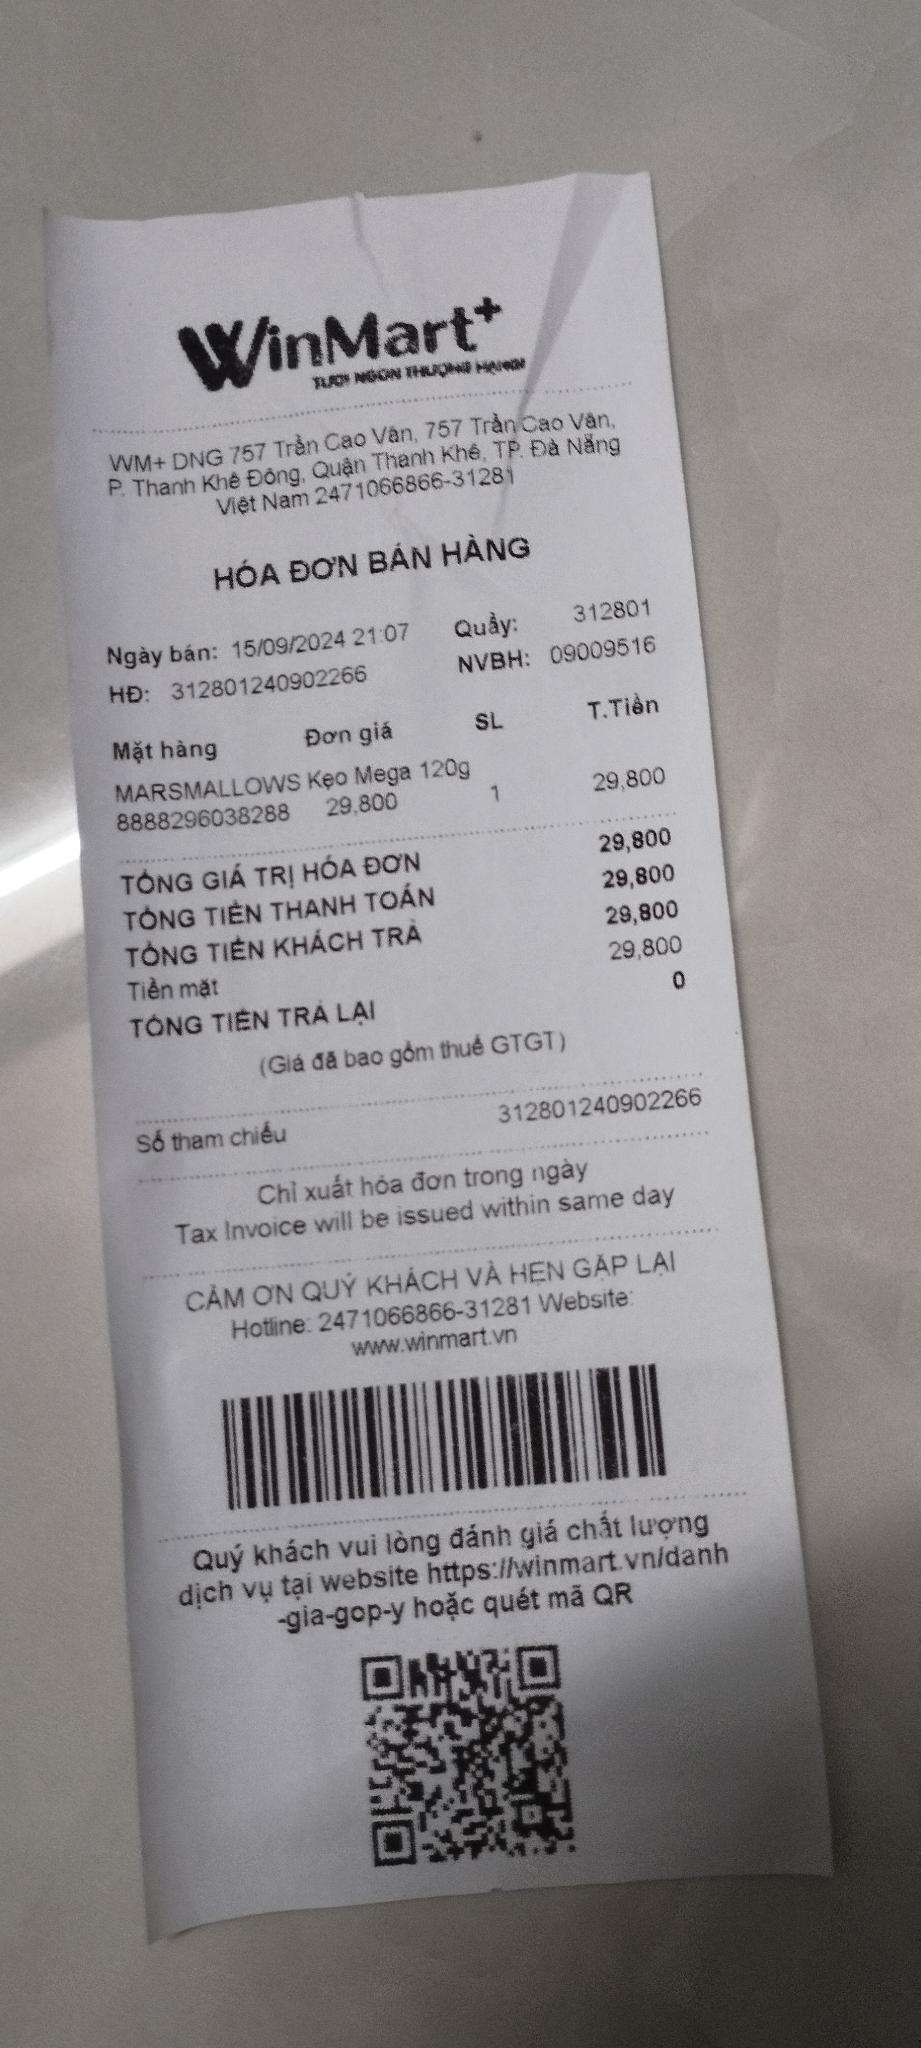 WinMart+
TƯƠI NGON THƯỢNG HẠNG
WM+ DNG 757 Trần Cao Vân, 757 Trần Cao Vân,
P. Thanh Khê Đông, Quận Thanh Khê, TP. Đà Nẵng
Việt Nam 2471066866-31281
HÓA ĐƠN BÁN HÀNG
Ngày bán: 15/09/2024 21:07 Quầy: 312801
HĐ: 312801240902266 NVBH: 09009516
Mặt hàng Đơn giá SL T.Tiền
MARSMALLOWS Kẹo Mega 120g
8888296038288 29,800 1 29,800
TỔNG GIÁ TRỊ HÓA ĐƠN 29,800
TỔNG TIỀN THANH TOÁN 29,800
TỔNG TIỀN KHÁCH TRẢ 29,800
Tiền mặt 29,800
TỔNG TIỀN TRẢ LẠI 0
(Giá đã bao gồm thuế GTGT)
Số tham chiếu 312801240902266
Chỉ xuất hóa đơn trong ngày
Tax Invoice will be issued within same day
CẢM ƠN QUÝ KHÁCH VÀ HẸN GẶP LẠI
Hotline: 2471066866-31281 Website:
www.winmart.vn
Quý khách vui lòng đánh giá chất lượng
dịch vụ tại website https://winmart.vn/danh
-gia-gop-y hoặc quét mã QR